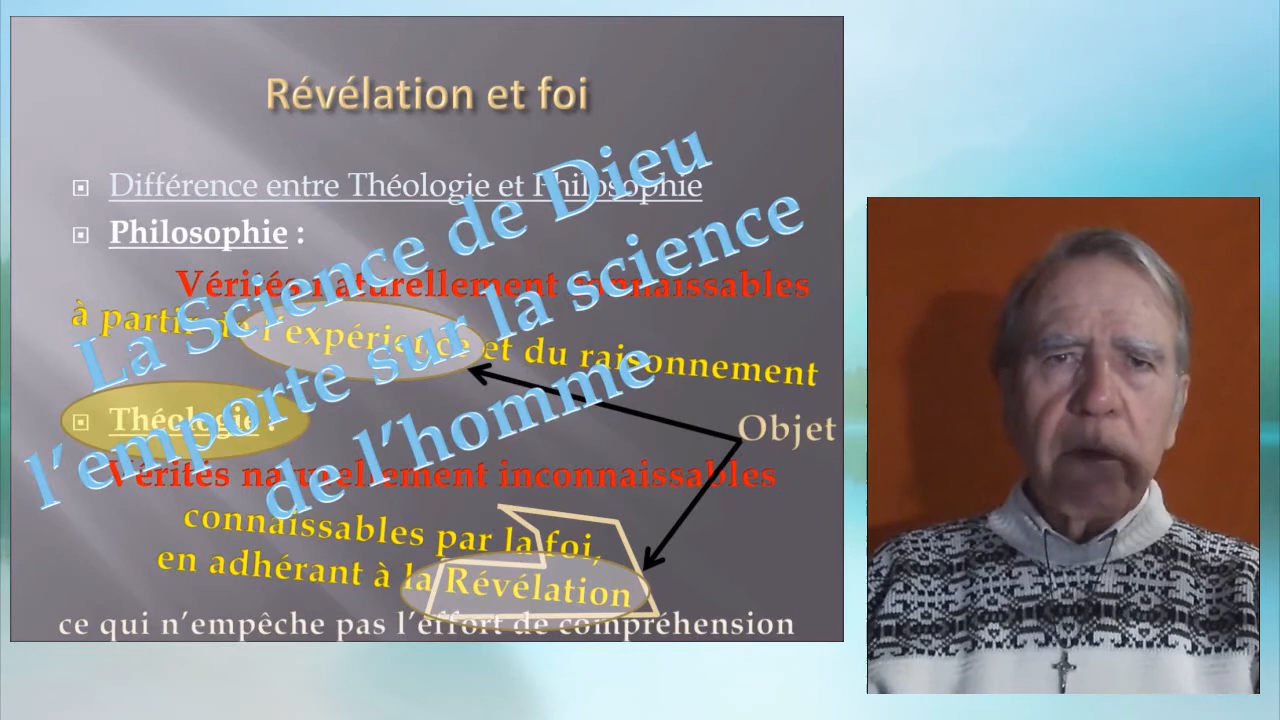 Révélation et foi
Différence entre Théologie et Philosophie
Philosophie :
Vérités naturellement connaissables
à partir de l'expérience et du raisonnement
Théologie :
Objet
Vérités naturellement inconnaissables
connaissables par la foi,
en adhérant à la Révélation
ce qui n'empêche pas l'effort de compréhension
La Science de Dieu
l'emporte sur la science
de l'homme